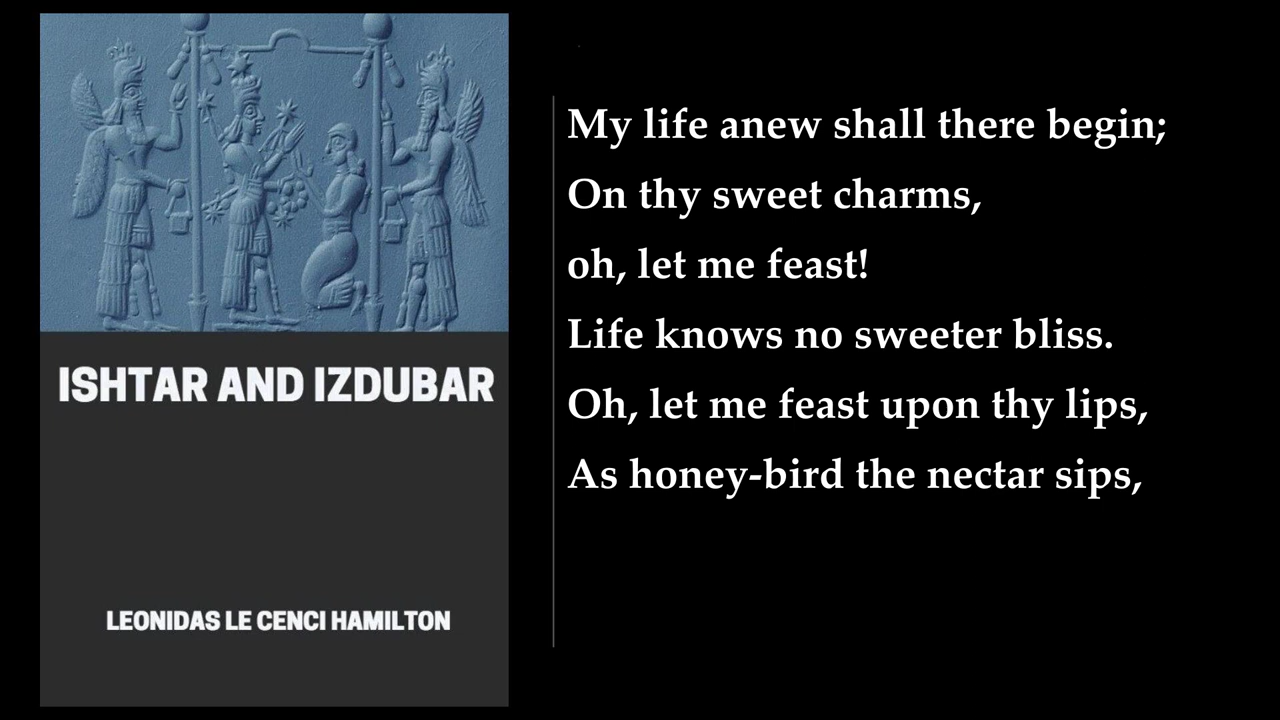 ISHTAR AND IZDUBAR
LEONIDAS LE CENCI HAMILTON
My life anew shall there begin;
On thy sweet charms,
oh, let me feast!
Life knows no sweeter bliss.
Oh, let me feast upon thy lips,
As honey-bird the nectar sips,